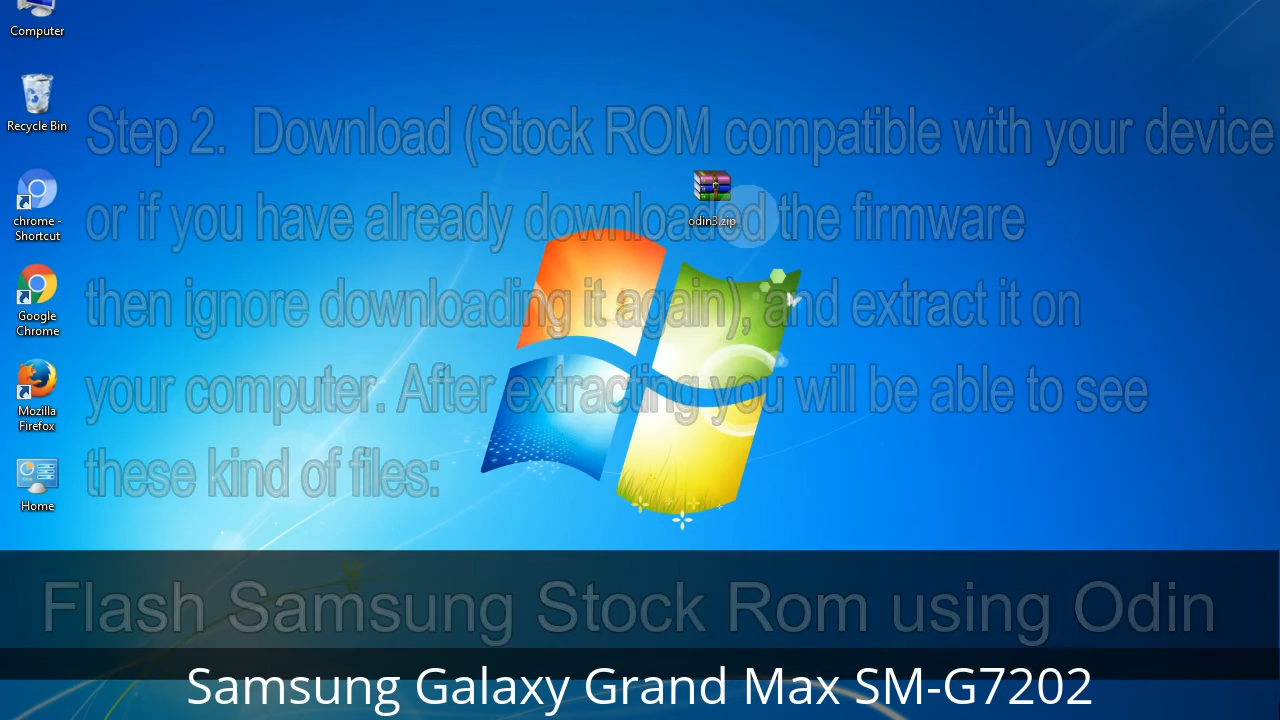 Computer
Recycle Bin
chrome -
Shortcut
Google
Chrome
Mozilla
Firefox
Home
odin3.zip
Step 2. Download (Stock ROM compatible with your device
or if you have already downloaded the firmware
then ignore downloading it again), and extract it on
your computer. After extracting you will be able to see
these kind of files:
Flash Samsung Stock Rom using Odin
Samsung Galaxy Grand Max SM-G7202